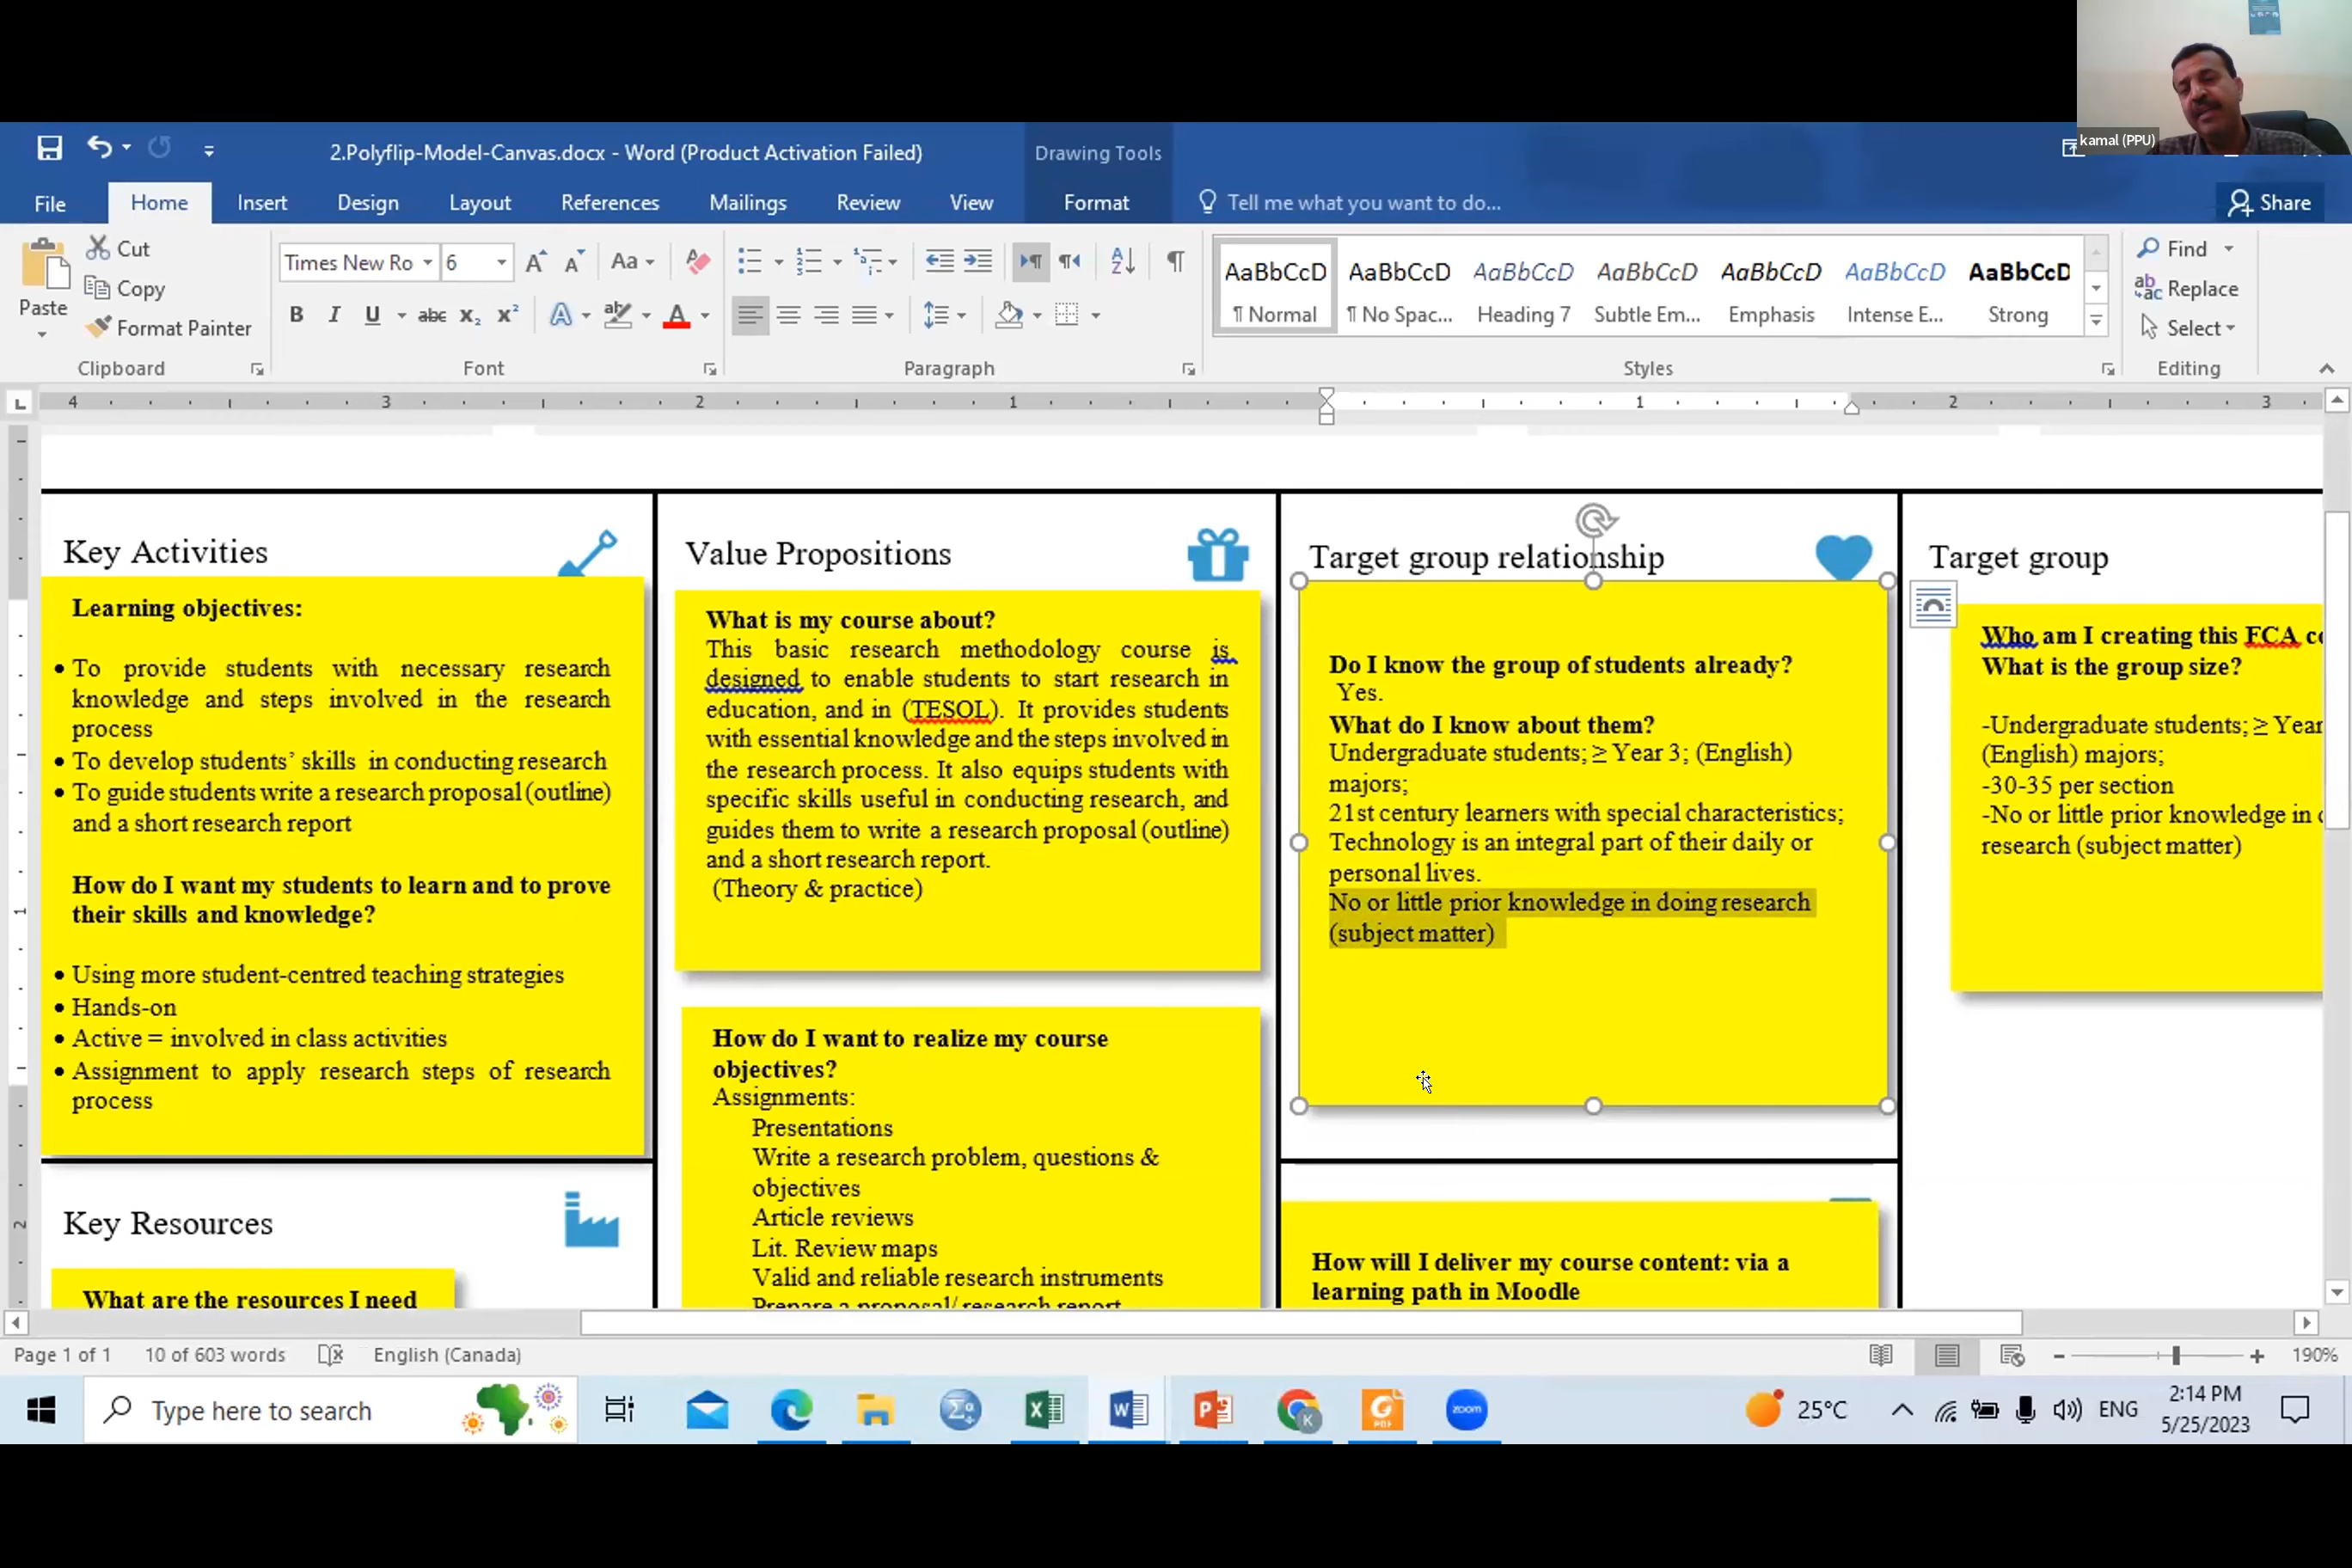 kamal (PPU)
2.Polyflip-Model-Canvas.docx - Word (Product Activation Failed)
Drawing Tools
File
Home
Insert
Design
Layout
References
Mailings
Review
View
Format
Tell me what you want to do...
Share
Paste
Cut
Copy
Format Painter
Clipboard
Times New Ro
6
Font
Paragraph
AaBbCcD
¶ Normal
AaBbCcD
¶ No Spac...
AaBbCcD
Heading 7
AaBbCcD
Subtle Em...
AaBbCcD
Emphasis
AaBbCcD
Intense E...
AaBbCcD
Strong
Styles
Find
Replace
Select
Editing
4 3 2 1 1 2 3
Key Activities
Learning objectives:
• To provide students with necessary research
knowledge and steps involved in the research
process
• To develop students’ skills in conducting research
• To guide students write a research proposal (outline)
and a short research report
How do I want my students to learn and to prove
their skills and knowledge?
• Using more student-centred teaching strategies
• Hands-on
• Active = involved in class activities
• Assignment to apply research steps of research
process
Key Resources
What are the resources I need
Value Propositions
What is my course about?
This basic research methodology course is
designed to enable students to start research in
education, and in (TESOL). It provides students
with essential knowledge and the steps involved in
the research process. It also equips students with
specific skills useful in conducting research, and
guides them to write a research proposal (outline)
and a short research report.
(Theory & practice)
How do I want to realize my course
objectives?
Assignments:
Presentations
Write a research problem, questions &
objectives
Article reviews
Lit. Review maps
Valid and reliable research instruments
Prepare a proposal/ research report
Target group relationship
Do I know the group of students already?
Yes.
What do I know about them?
Undergraduate students; ≥ Year 3; (English)
majors;
21st century learners with special characteristics;
Technology is an integral part of their daily or
personal lives.
No or little prior knowledge in doing research
(subject matter)
How will I deliver my course content: via a
learning path in Moodle
Target group
Who am I creating this FCA
What is the group size?
-Undergraduate students; ≥ Year
(English) majors;
-30-35 per section
-No or little prior knowledge in
research (subject matter)
Page 1 of 1
10 of 603 words
English (Canada)
190%
Type here to search
zoom
25°C
ENG
2:14 PM
5/25/2023